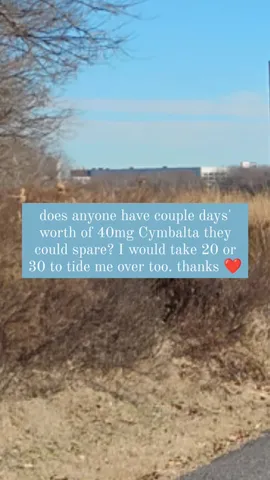 does anyone have couple days'
worth of 40mg Cymbalta they
could spare? I would take 20 or
30 to tide me over too. thanks ❤️